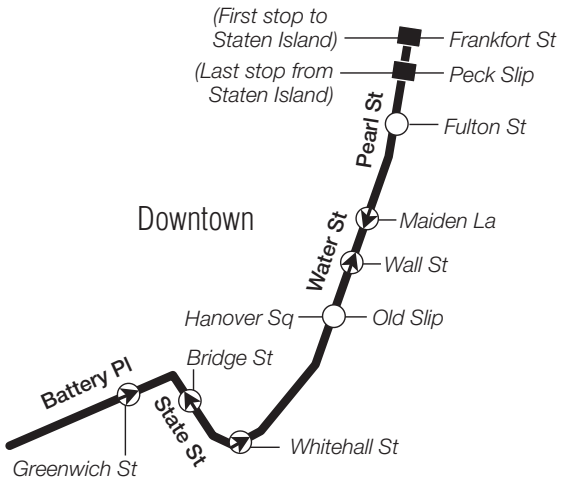 (First stop to
Staten Island)
Frankfort St
(Last stop from
Staten Island)
Peck Slip
Pearl St
Fulton St
Downtown
Maiden La
Water St
Wall St
Hanover Sq
Old Slip
Bridge St
Battery Pl
State St
Whitehall St
Greenwich St